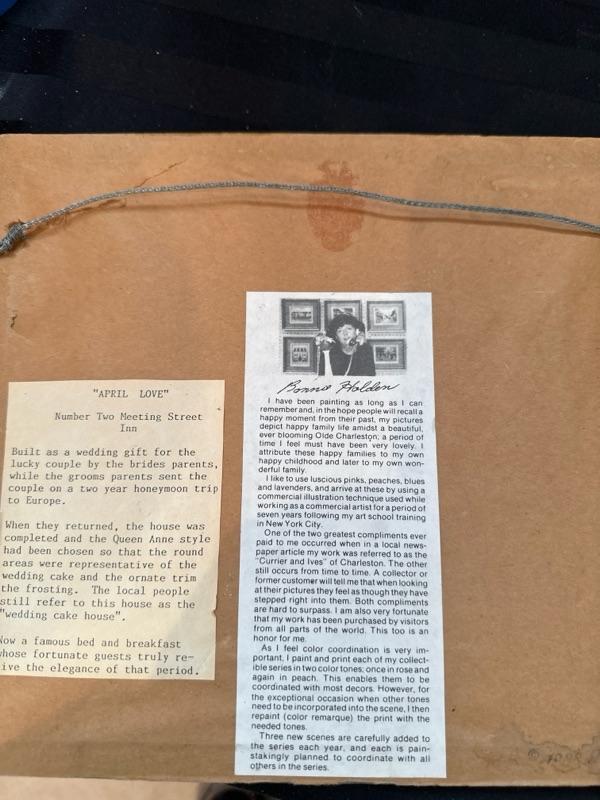 "APRIL LOVE"
Number Two Meeting Street
Inn
Built as a wedding gift for the
lucky couple by the brides parents,
while the grooms parents sent the
couple on a two year honeymoon trip
to Europe.
When they returned, the house was
completed and the Queen Anne style
had been chosen so that the round
areas were representative of the
wedding cake and the ornate trim
the frosting. The local people
still refer to this house as the
"wedding cake house".
Now a famous bed and breakfast
whose fortunate guests truly re-
ive the elegance of that period.
Bonnie Holden
I have been painting as long as I can
remember and, in the hope people will recall a
happy moment from their past, my pictures
depict happy family life amidst a beautiful,
ever blooming Olde Charleston; a period of
time I feel must have been very lovely. I
attribute these happy families to my own
happy childhood and later to my own won-
derful family.
I like to use luscious pinks, peaches, blues
and lavenders, and arrive at these by using a
commercial illustration technique used while
working as a commercial artist for a period of
seven years following my art school training
in New York City.
One of the two greatest compliments ever
paid to me occurred when in a local news-
paper article my work was referred to as the
"Currier and Ives" of Charleston. The other
still occurs from time to time. A collector or
former customer will tell me that when looking
at their pictures they feel as though they have
stepped right into them. Both compliments
are hard to surpass. I am also very fortunate
that my work has been purchased by visitors
from all parts of the world. This too is an
honor for me.
As I feel color coordination is very im-
portant, I paint and print each of my collect-
ible series in two color tones; once in rose and
again in peach. This enables them to be
coordinated with most decors. However, for
the exceptional occasion when other tones
need to be incorporated into the scene, I then
repaint (color remarque) the print with the
needed tones.
Three new scenes are carefully added to
the series each year, and each is pain-
stakingly planned to coordinate with all
others in the series.